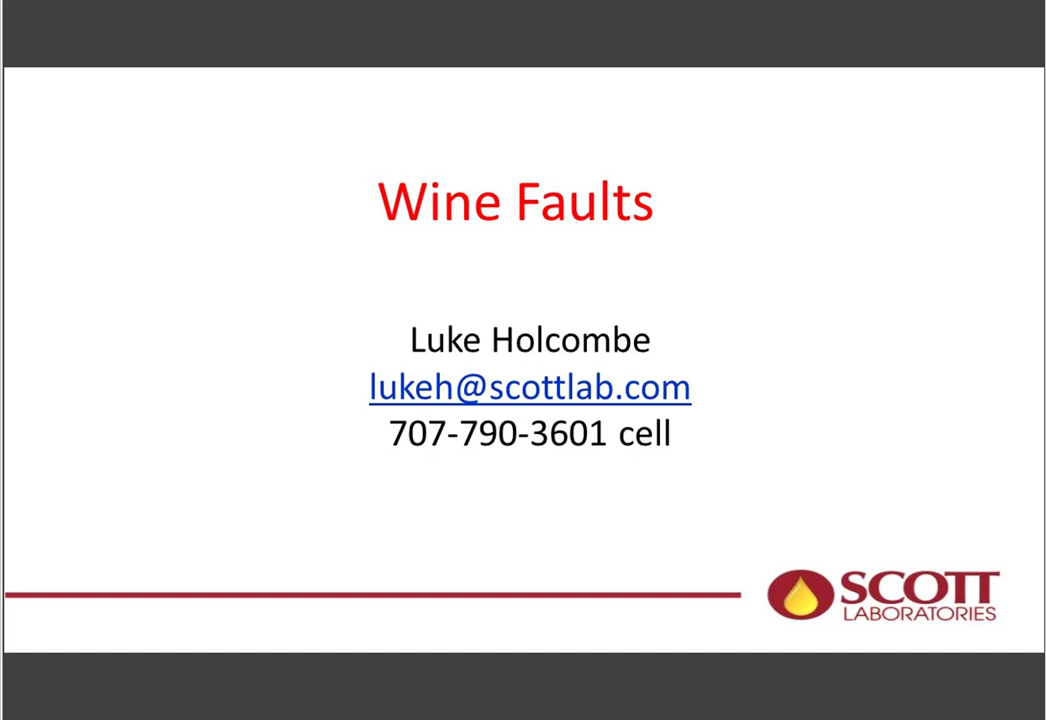 Wine Faults
Luke Holcombe
lukeh@scottlab.com
707-790-3601 cell
SCOTT
LABORATORIES